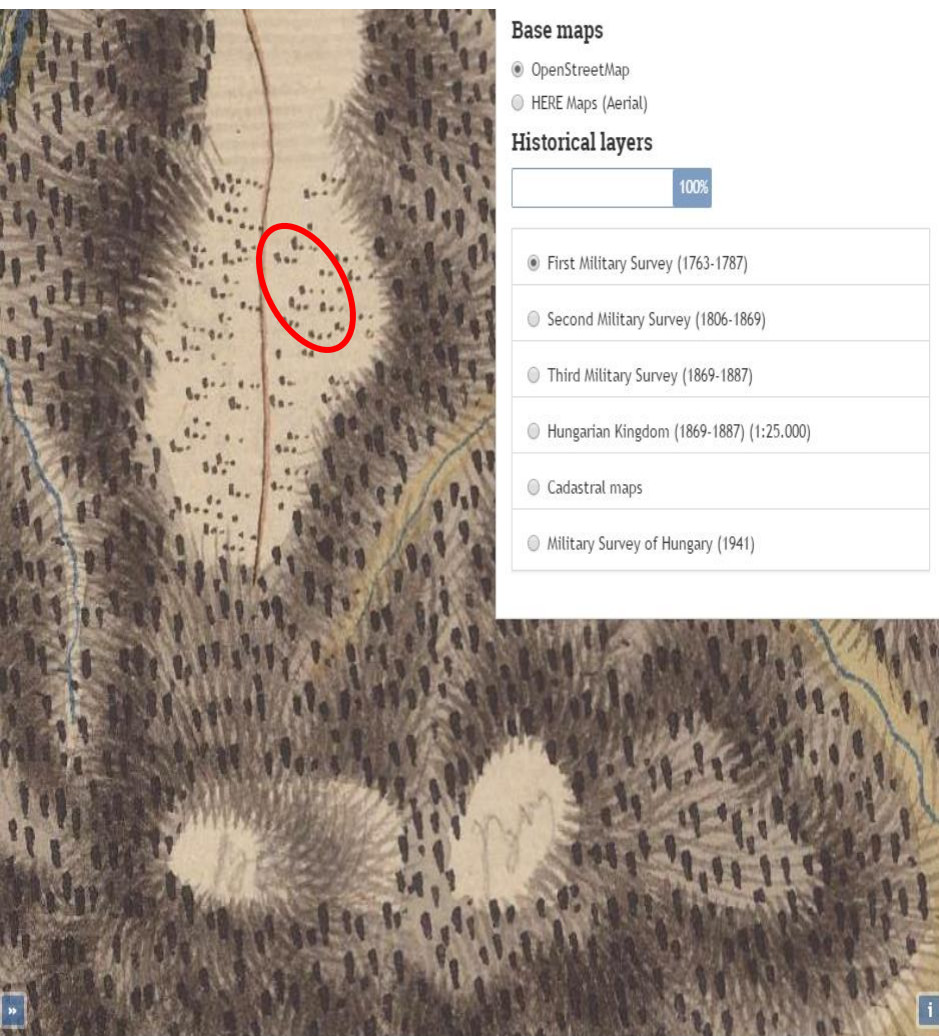 Base maps
OpenStreetMap
HERE Maps (Aerial)
Historical layers
100%
First Military Survey (1763-1787)
Second Military Survey (1806-1869)
Third Military Survey (1869-1887)
Hungarian Kingdom (1869-1887) (1:25.000)
Cadastral maps
Military Survey of Hungary (1941)
»
i